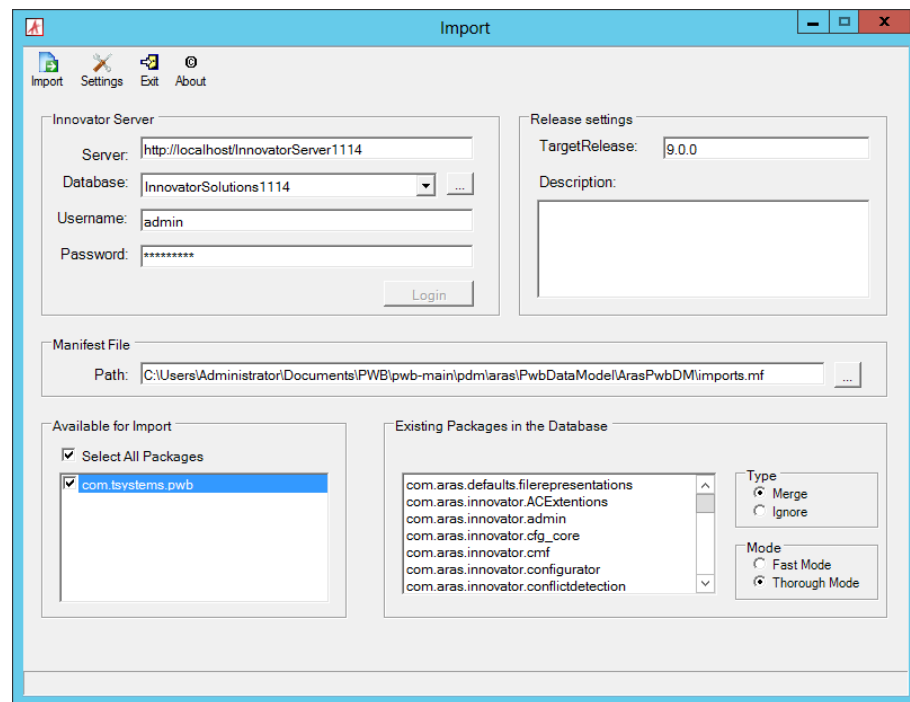 Import
Import Settings Exit About
Innovator Server
Server: http://localhost/InnovatorServer1114
Database: InnovatorSolutions1114 ...
Username: admin
Password: *********
Login
Release settings
TargetRelease: 9.0.0
Description:
Manifest File
Path: C:\Users\Administrator\Documents\PWB\pwb-main\pdm\aras\PwbDataModel\ArasPwbDM\imports.mf ...
Available for Import
Select All Packages
com.tsystems.pwb
Existing Packages in the Database
com.aras.defaults.filerepresentations
com.aras.innovator.ACExtentions
com.aras.innovator.admin
com.aras.innovator.cfg_core
com.aras.innovator.cmf
com.aras.innovator.configurator
com.aras.innovator.conflictdetection
Type
Merge
Ignore
Mode
Fast Mode
Thorough Mode